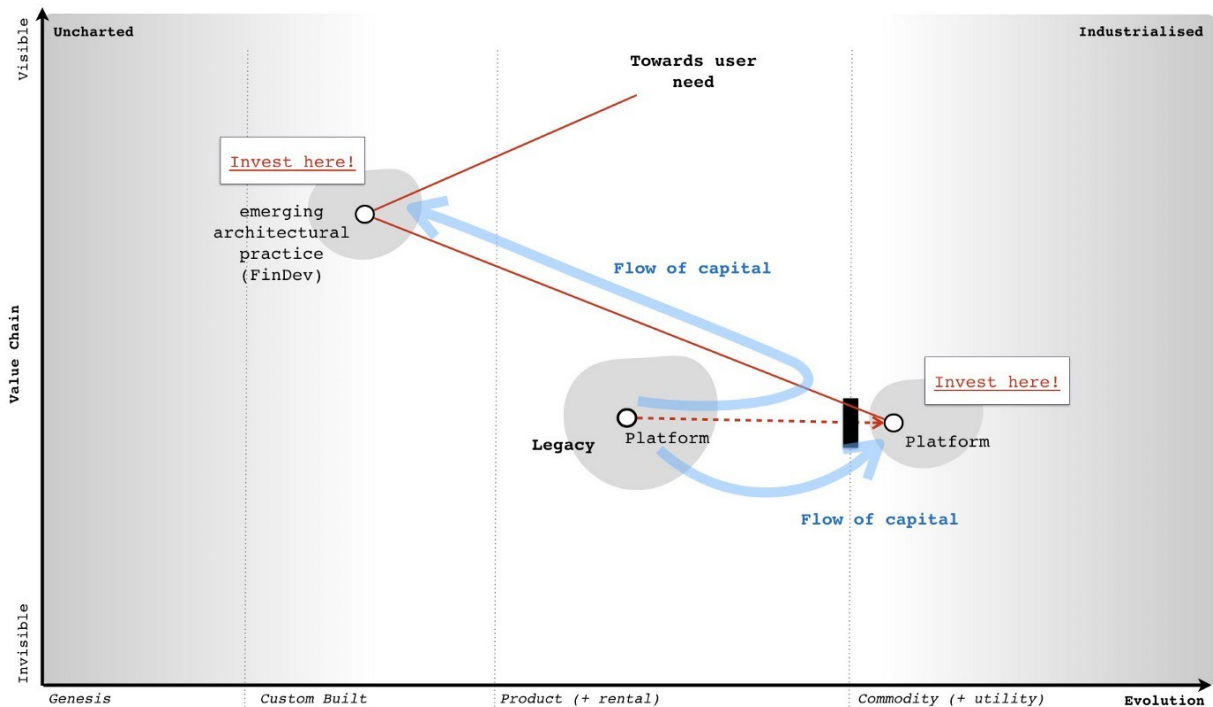 Uncharted
Industrialised
Visible
Towards user
need
Invest here!
emerging
architectural
practice
(FinDev)
Flow of capital
Value Chain
Invest here!
Legacy
Platform
Platform
Flow of capital
Invisible
Genesis
Custom Built
Product (+ rental)
Commodity (+ utility)
Evolution